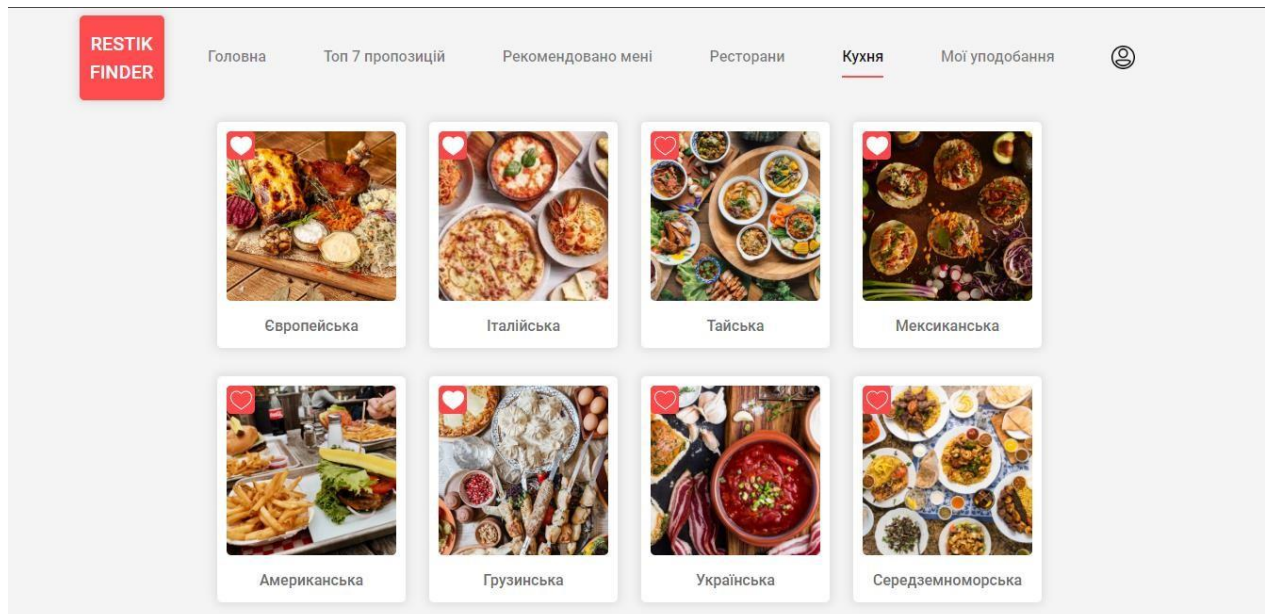 RESTIK
FINDER
Головна
Топ 7 пропозицій
Рекомендовано мені
Ресторани
Кухня
Мої уподобання
Європейська
Італійська
Тайська
Мексиканська
Американська
Грузинська
Українська
Середземноморська